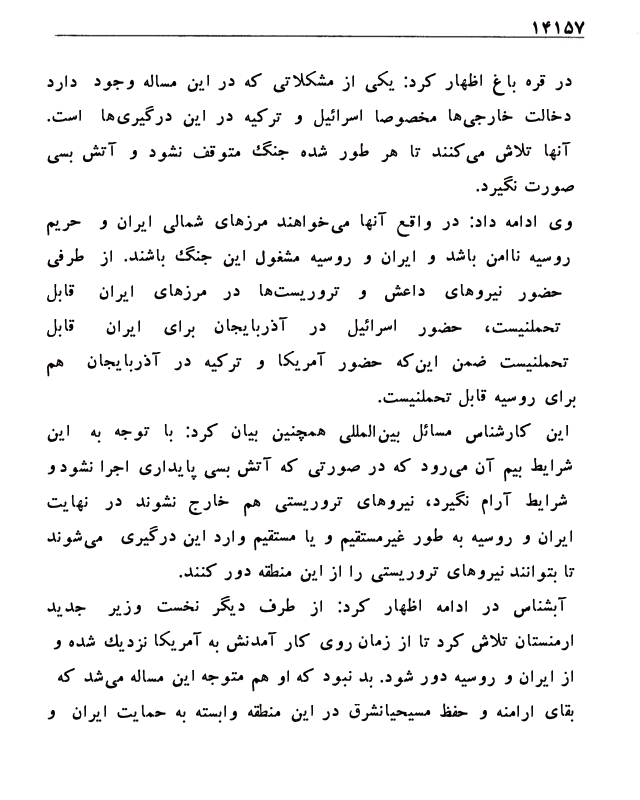 ۱۴۱۵۷
در قره باغ اظهار کرد: یکی از مشکلاتی که در این مساله وجود دارد
دخالت خارجی‌ها مخصوصا اسرائیل و ترکیه در این درگیری‌ها است.
آنها تلاش می‌کنند تا هر طور شده جنگ متوقف نشود و آتش بسی
صورت نگیرد.
وی ادامه داد: در واقع آنها می‌خواهند مرزهای شمالی ایران و حریم
روسیه ناامن باشد و ایران و روسیه مشغول این جنگ باشند. از طرفی
حضور نیروهای داعش و تروریست‌ها در مرزهای ایران قابل
تحملنیست، حضور اسرائیل در آذربایجان برای ایران قابل
تحملنیست ضمن این‌که حضور آمریکا و ترکیه در آذربایجان هم
برای روسیه قابل تحملنیست.
این کارشناس مسائل بین‌المللی همچنین بیان کرد: با توجه به این
شرایط بیم آن می‌رود که در صورتی که آتش بسی پایداری اجرا نشود و
شرایط آرام نگیرد، نیروهای تروریستی هم خارج نشوند در نهایت
ایران و روسیه به طور غیرمستقیم و یا مستقیم وارد این درگیری می‌شوند
تا بتوانند نیروهای تروریستی را از این منطقه دور کنند.
آبشناس در ادامه اظهار کرد: از طرف دیگر نخست وزیر جدید
ارمنستان تلاش کرد تا از زمان روی کار آمدنش به آمریکا نزدیك شده و
از ایران و روسیه دور شود. بد نبود که او هم متوجه این مساله می‌شد که
بقای ارامنه و حفظ مسیحیانشرق در این منطقه وابسته به حمایت ایران و